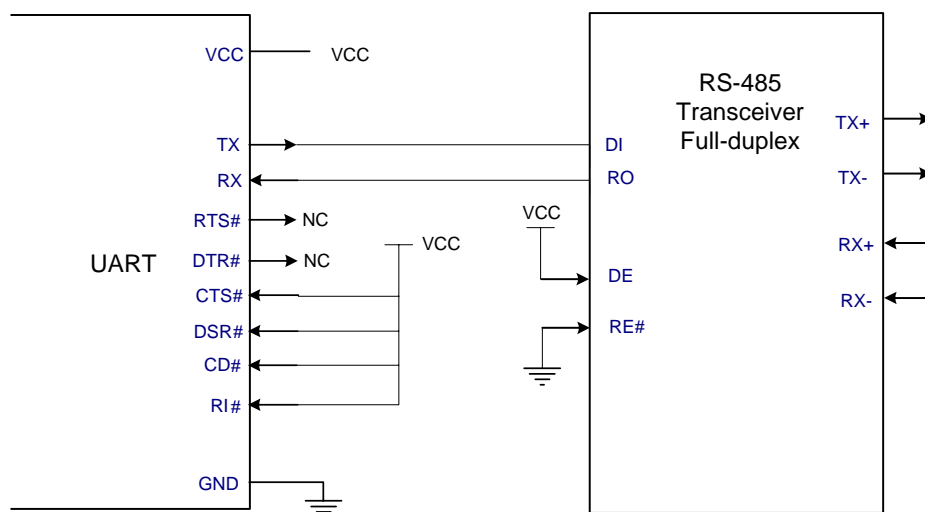 VCC
VCC
RS-485
Transceiver
Full-duplex
TX
DI
TX+
RX
RO
TX-
RTS#
NC
VCC
UART
DTR#
NC
VCC
RX+
CTS#
DE
RX-
DSR#
RE#
CD#
RI#
GND